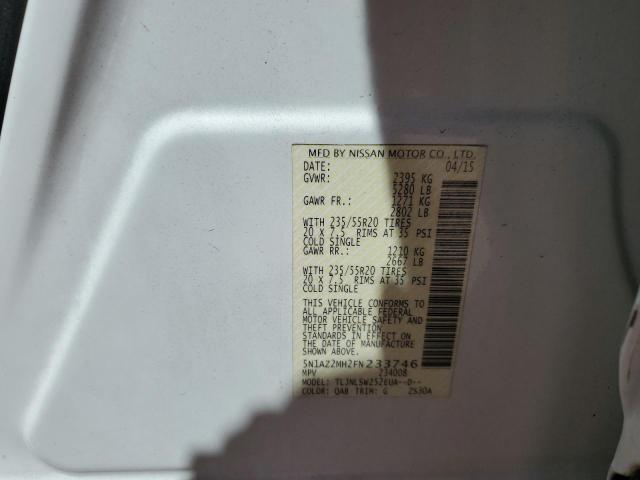 MFD BY NISSAN MOTOR CO., LTD.
DATE: 04/15
GVWR: 2395 KG
5280 LB
GAWR FR.: 1271 KG
2802 LB
WITH 235/55R20 TIRES
20 X 7.5 RIMS AT 35 PSI
COLD SINGLE
GAWR RR.: 1210 KG
2667 LB
WITH 235/55R20 TIRES
20 X 7.5 RIMS AT 35 PSI
COLD SINGLE
THIS VEHICLE CONFORMS TO
ALL APPLICABLE FEDERAL
MOTOR VEHICLE SAFETY AND
THEFT PREVENTION
STANDARDS IN EFFECT ON
THE DATE OF MANUFACTURE
SHOWN ABOVE.
5N1AZ2MH2FN233746
MPV 234008
MODEL: TLJNLSWZ52EUA--D--
COLOR: QAB TRIM: G 2S30A